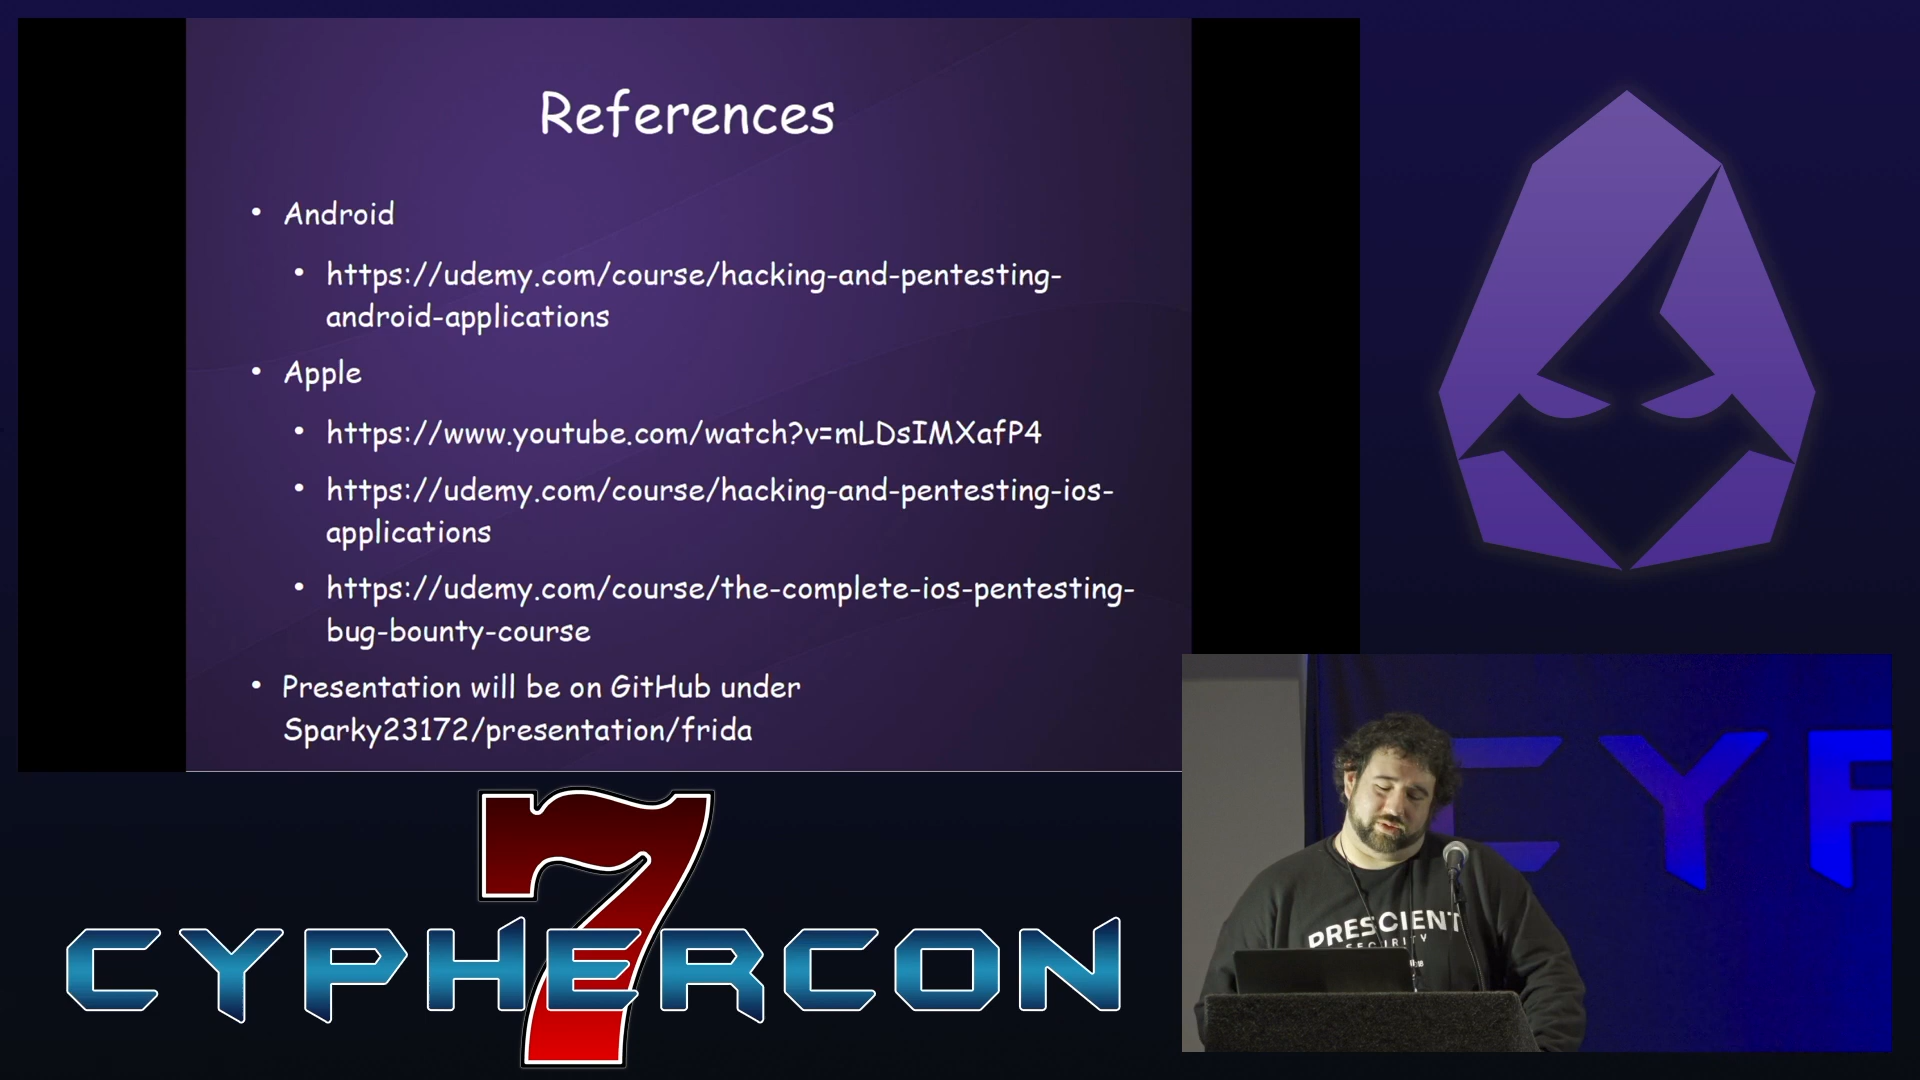 References
• Android
• https://udemy.com/course/hacking-and-pentesting-
android-applications
• Apple
• https://www.youtube.com/watch?v=mLDsIMXafP4
• https://udemy.com/course/hacking-and-pentesting-ios-
applications
• https://udemy.com/course/the-complete-ios-pentesting-
bug-bounty-course
• Presentation will be on GitHub under
Sparky23172/presentation/frida
7
CYPHERCON
CYP
PRESCIENT
SECURITY